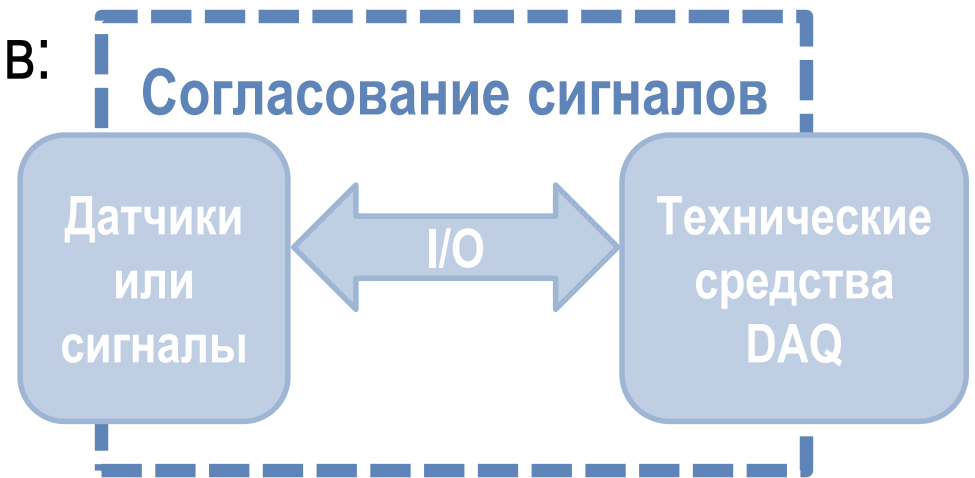 в:
Согласование сигналов
Датчики
или
сигналы
I/O
Технические
средства
DAQ